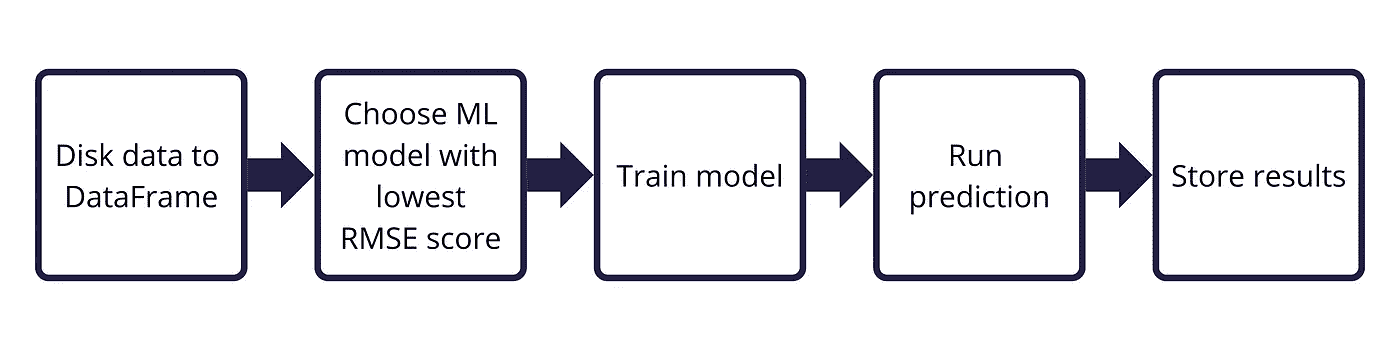 Disk data to
DataFrame
Choose ML
model with
lowest
RMSE score
Train model
Run
prediction
Store results